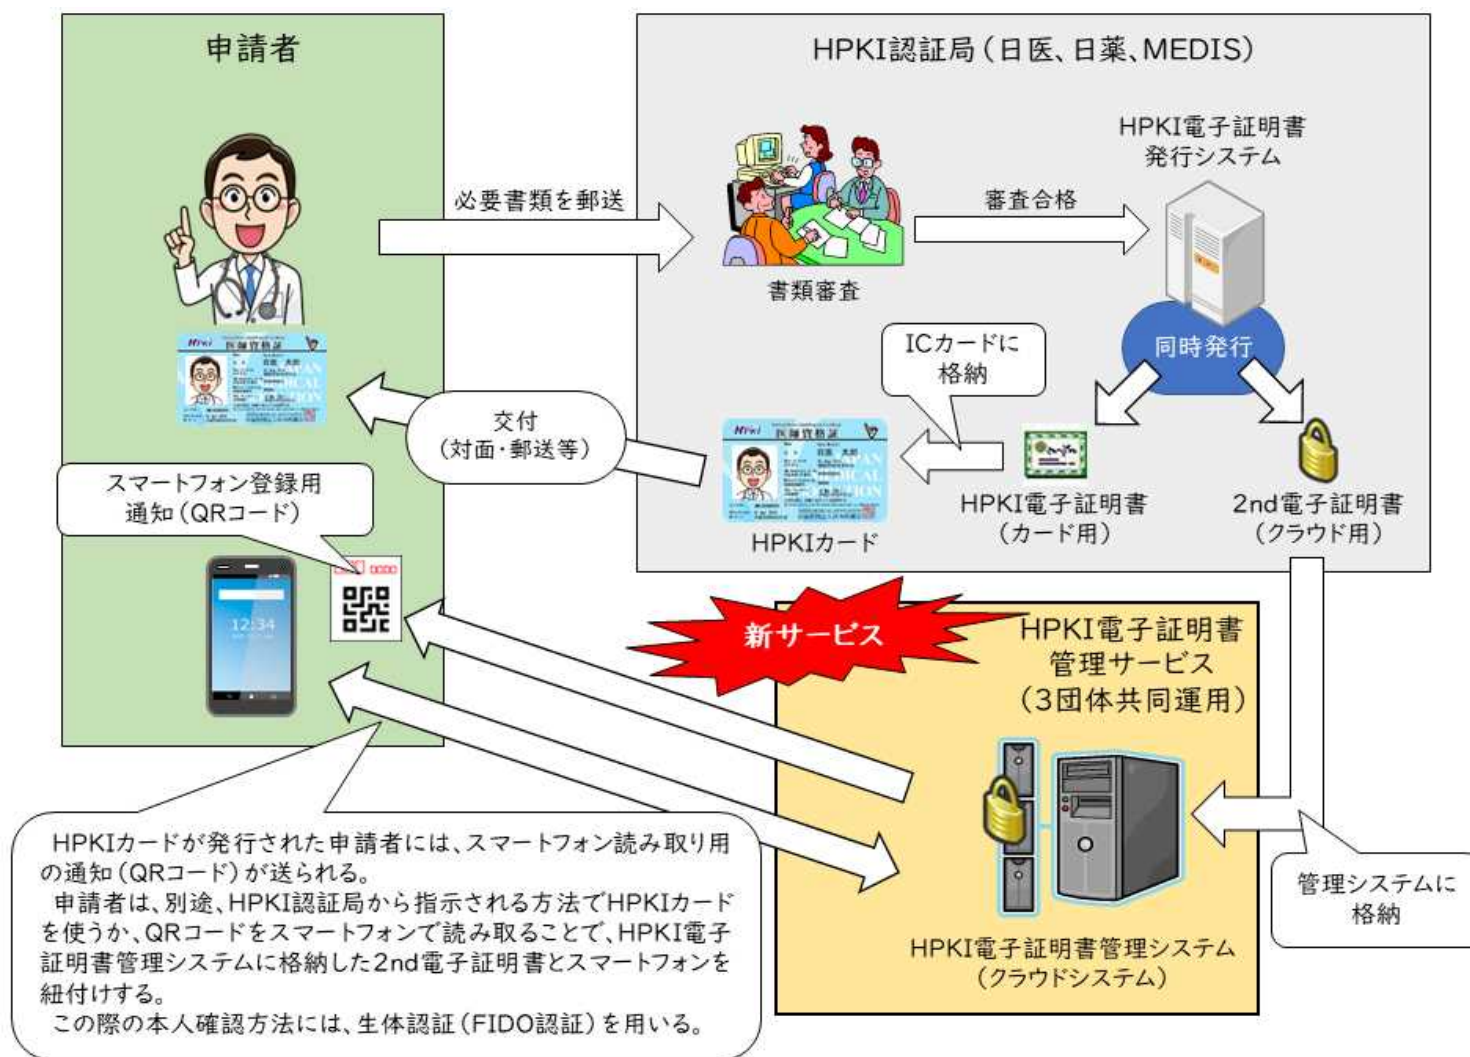 申請者
HPKI認証局(日医、日薬、MEDIS)
HPKI電子証明書
発行システム
必要書類を郵送
審査合格
書類審査
同時発行
ICカードに
格納
HPKI
医師資格証
交付
(対面・郵送等)
HPKI
医師資格証
HPKIカード
HPKI電子証明書
(カード用)
2nd電子証明書
(クラウド用)
スマートフォン登録用
通知(QRコード)
12:34
新サービス
HPKI電子証明書
管理サービス
(3団体共同運用)
HPKI電子証明書管理システム
(クラウドシステム)
管理システムに
格納
HPKIカードが発行された申請者には、スマートフォン読み取り用
の通知(QRコード)が送られる。
申請者は、別途、HPKI認証局から指示される方法でHPKIカード
を使うか、QRコードをスマートフォンで読み取ることで、HPKI電子
証明書管理システムに格納した2nd電子証明書とスマートフォンを
紐付けする。
この際の本人確認方法には、生体認証(FIDO認証)を用いる。